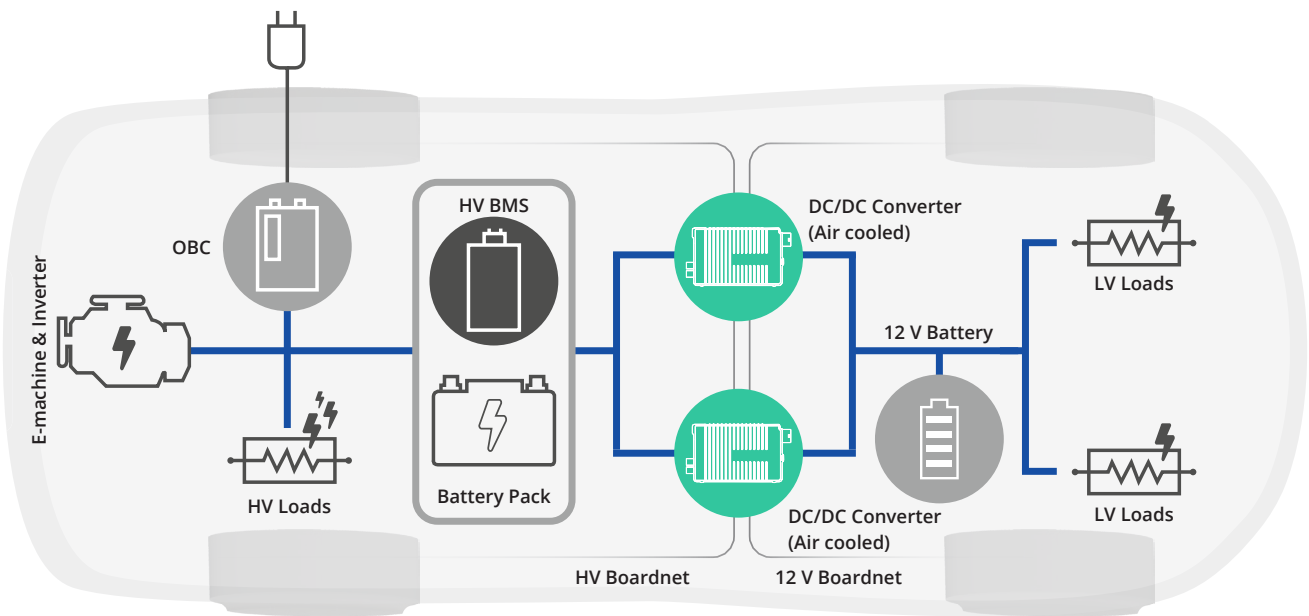 HV BMS
DC/DC Converter
(Air cooled)
OBC
E-machine & Inverter
LV Loads
12 V Battery
Battery Pack
HV Loads
DC/DC Converter
(Air cooled)
LV Loads
HV Boardnet
12 V Boardnet